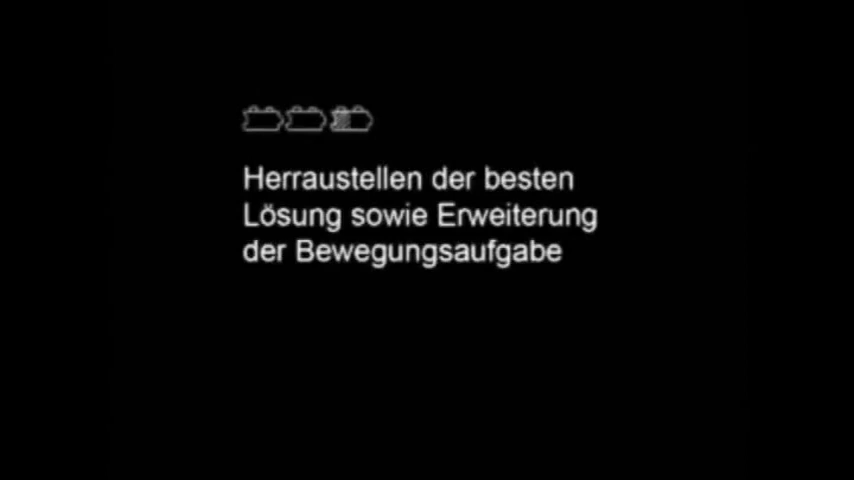 Herraustellen der besten
Lösung sowie Erweiterung
der Bewegungsaufgabe